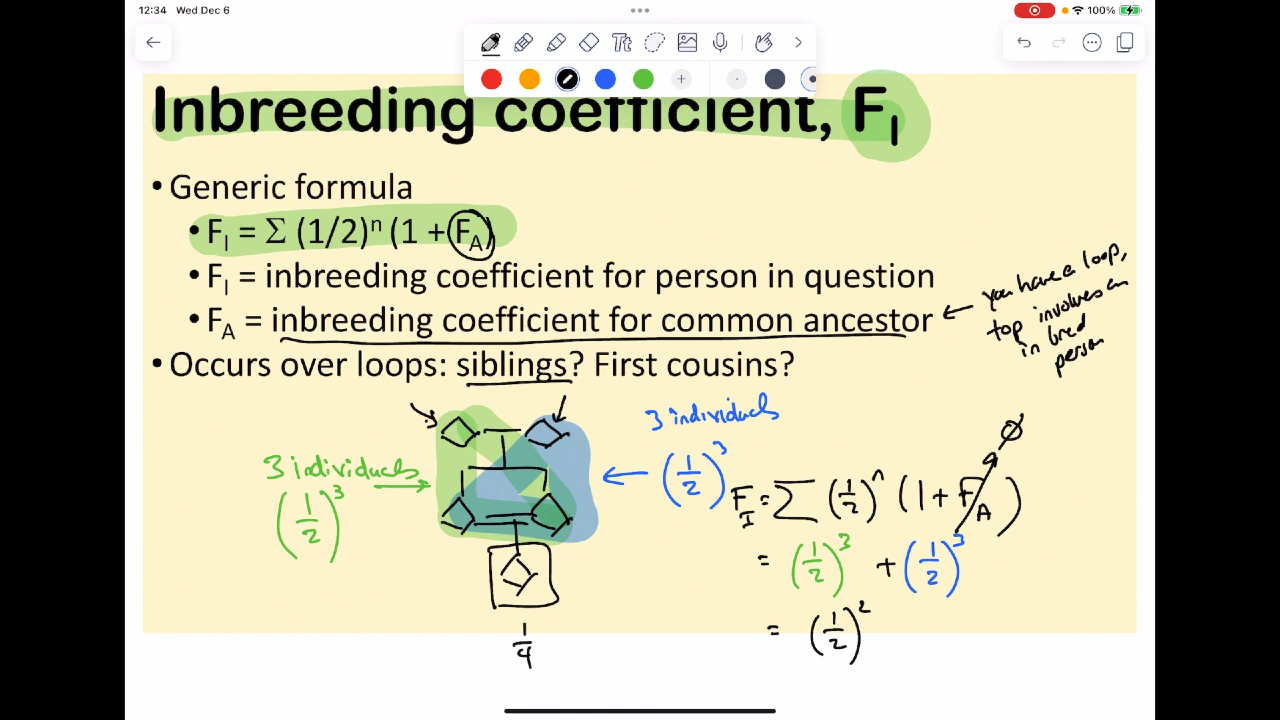 12:34 Wed Dec 6
100%
Tt
Inbreeding coefficient, F_I
• Generic formula
• F_I = Σ (1/2)ⁿ (1 + F_A)
• F_I = inbreeding coefficient for person in question
• F_A = inbreeding coefficient for common ancestor
you have a loop,
top involves an
in bred
person
• Occurs over loops: siblings? First cousins?
3 individuals
(1/2)³
3 individuals
(1/2)³
F_I = Σ (1/2)ⁿ (1 + F_A) Ø
= (1/2)³ + (1/2)³
= (1/2)²
1/4